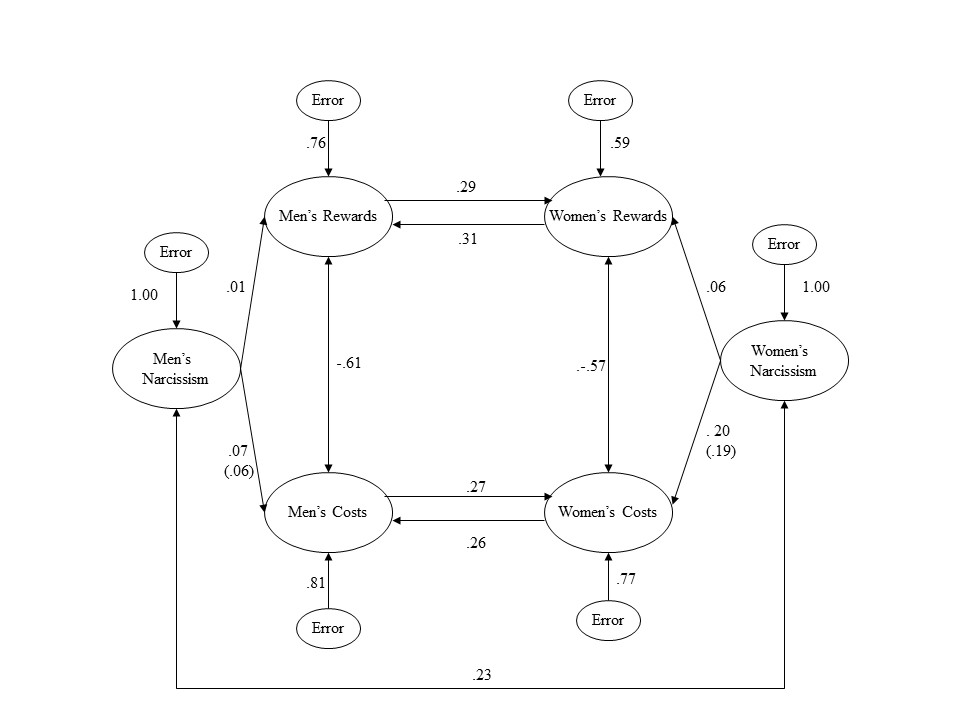 Error
Error
.76
.59
.29
Men’s Rewards
Women’s Rewards
.31
Error
Error
1.00
.01
.06
1.00
Men’s
Narcissism
-.61
.-.57
Women’s
Narcissism
.07
(.06)
. 20
(.19)
.27
Men’s Costs
Women’s Costs
.26
.81
.77
Error
Error
.23